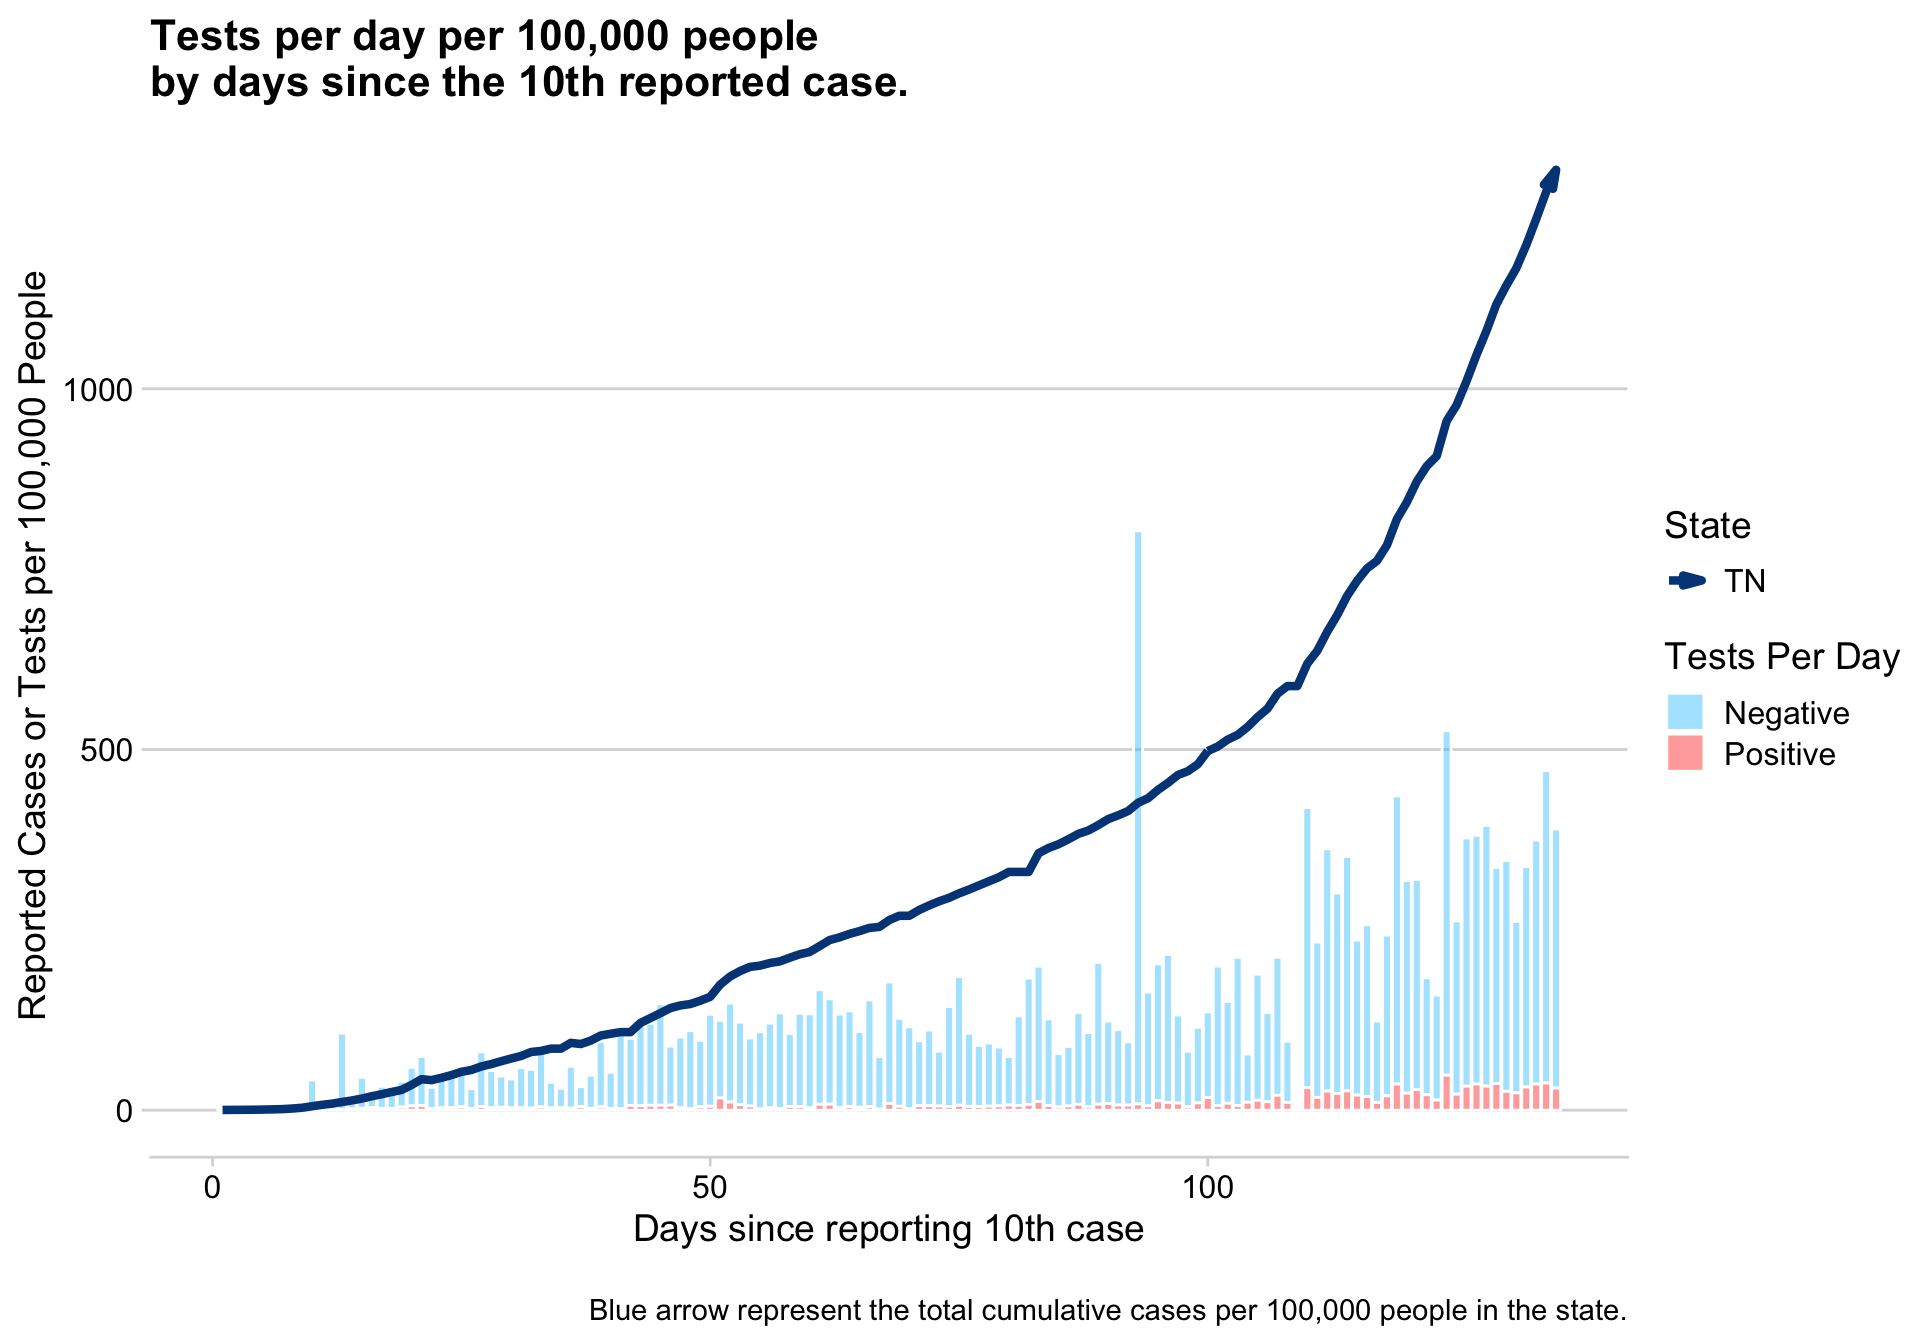 Tests per day per 100,000 people
by days since the 10th reported case.
Reported Cases or Tests per 100,000 People
1000
500
0
0
50
100
Days since reporting 10th case
State
TN
Tests Per Day
Negative
Positive
Blue arrow represent the total cumulative cases per 100,000 people in the state.